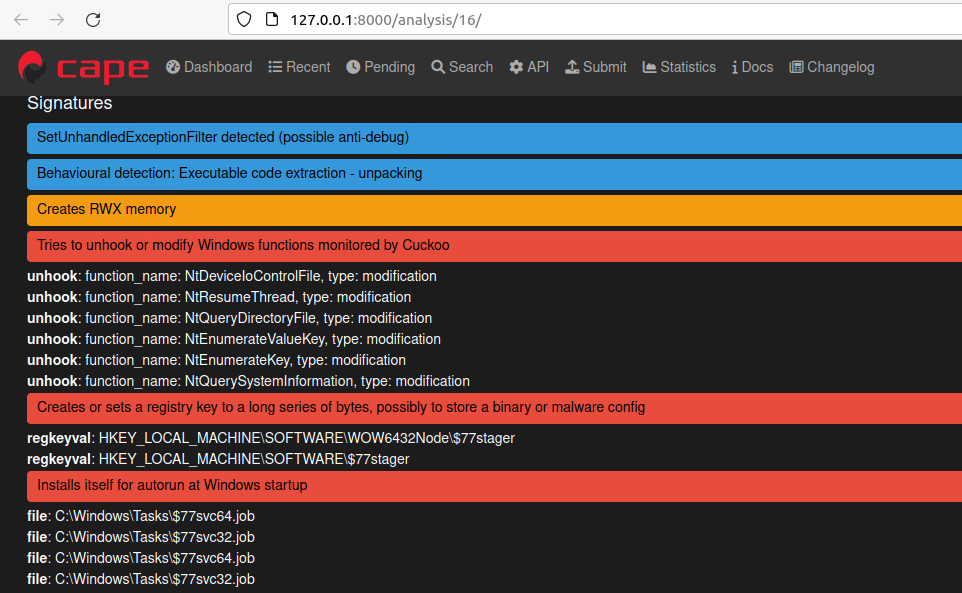 127.0.0.1:8000/analysis/16/
cape Dashboard Recent Pending Search API Submit Statistics Docs Changelog
Signatures
SetUnhandledExceptionFilter detected (possible anti-debug)
Behavioural detection: Executable code extraction - unpacking
Creates RWX memory
Tries to unhook or modify Windows functions monitored by Cuckoo
unhook: function_name: NtDeviceIoControlFile, type: modification
unhook: function_name: NtResumeThread, type: modification
unhook: function_name: NtQueryDirectoryFile, type: modification
unhook: function_name: NtEnumerateValueKey, type: modification
unhook: function_name: NtEnumerateKey, type: modification
unhook: function_name: NtQuerySystemInformation, type: modification
Creates or sets a registry key to a long series of bytes, possibly to store a binary or malware config
regkeyval: HKEY_LOCAL_MACHINE\SOFTWARE\WOW6432Node\$77stager
regkeyval: HKEY_LOCAL_MACHINE\SOFTWARE\$77stager
Installs itself for autorun at Windows startup
file: C:\Windows\Tasks\$77svc64.job
file: C:\Windows\Tasks\$77svc32.job
file: C:\Windows\Tasks\$77svc64.job
file: C:\Windows\Tasks\$77svc32.job